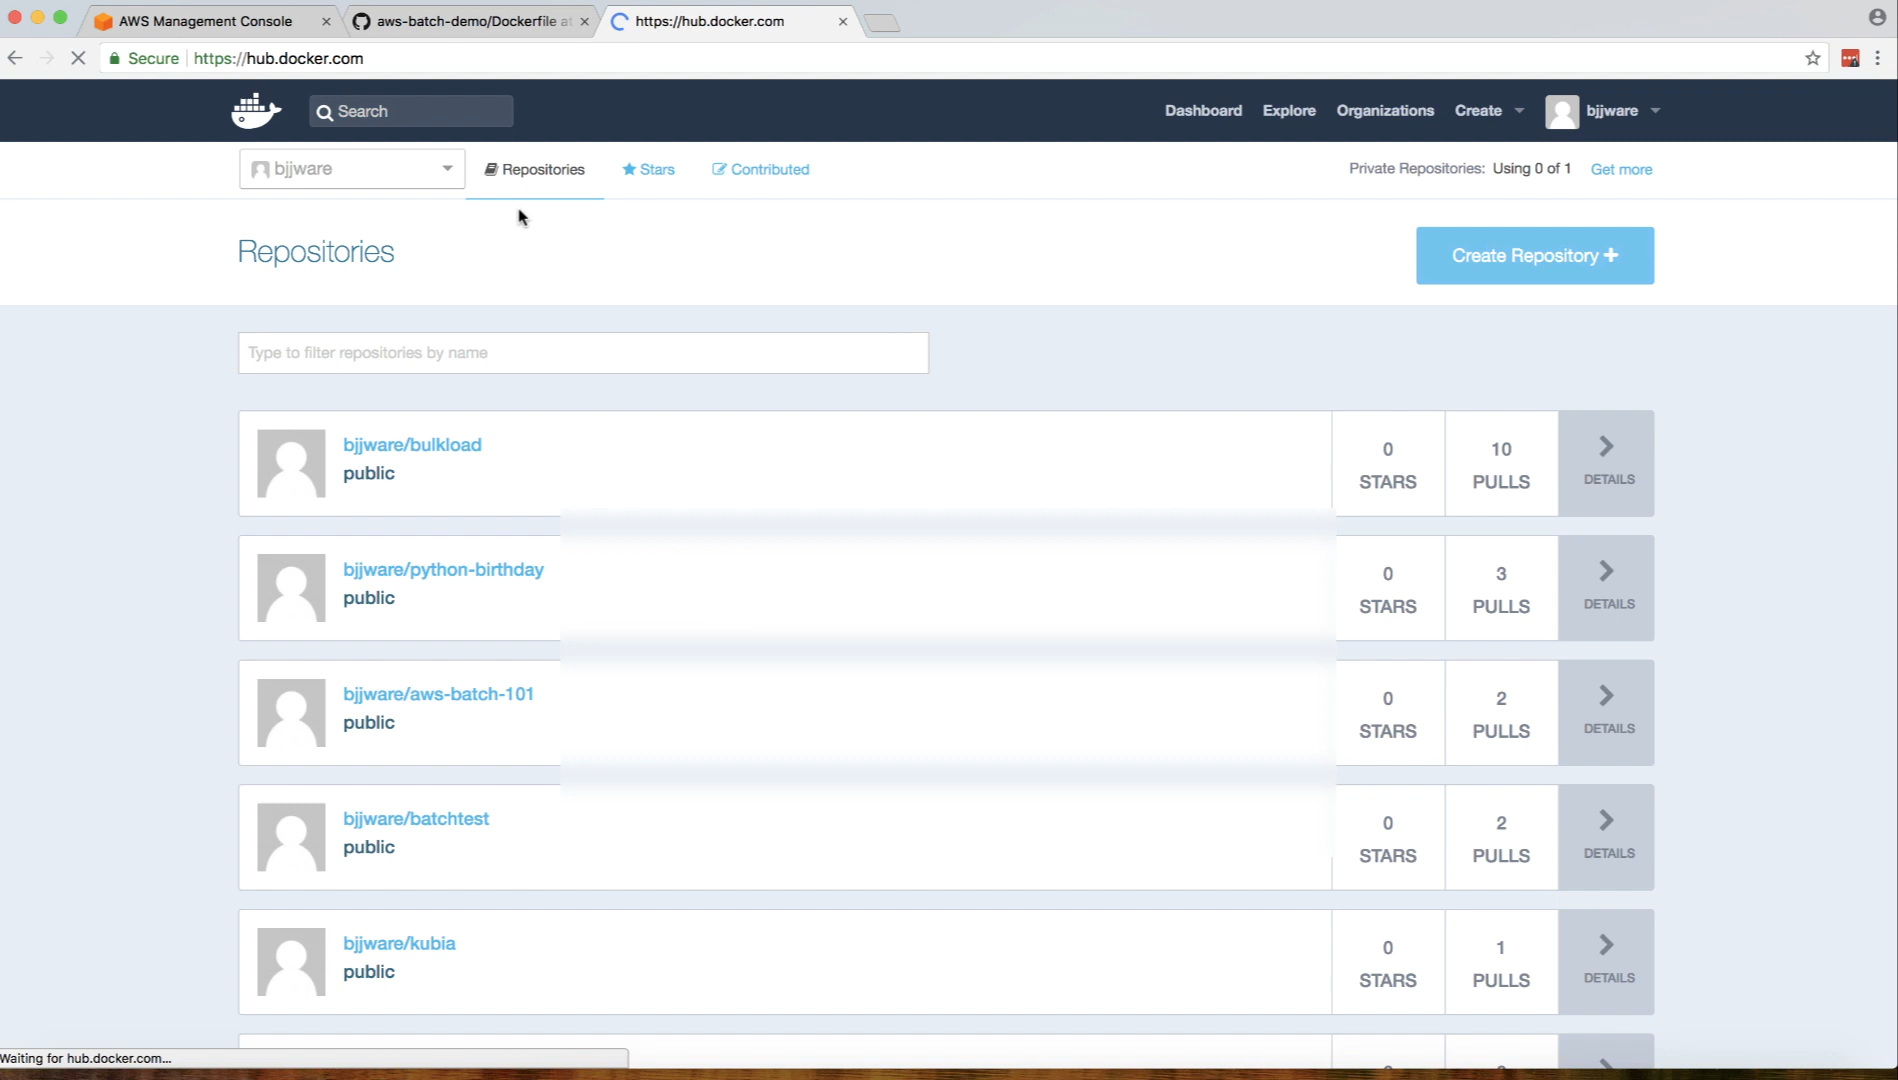 AWS Management Console
aws-batch-demo/Dockerfile at
https://hub.docker.com
Secure
https://hub.docker.com
Search
Dashboard
Explore
Organizations
Create
bjjware
bjjware
Repositories
Stars
Contributed
Private Repositories: Using 0 of 1
Get more
Repositories
Create Repository
Type to filter repositories by name
bjjware/bulkload
public
0
STARS
10
PULLS
DETAILS
bjjware/python-birthday
public
0
STARS
3
PULLS
DETAILS
bjjware/aws-batch-101
public
0
STARS
2
PULLS
DETAILS
bjjware/batchtest
public
0
STARS
2
PULLS
DETAILS
bjjware/kubia
public
0
STARS
1
PULLS
DETAILS
Waiting for hub.docker.com...